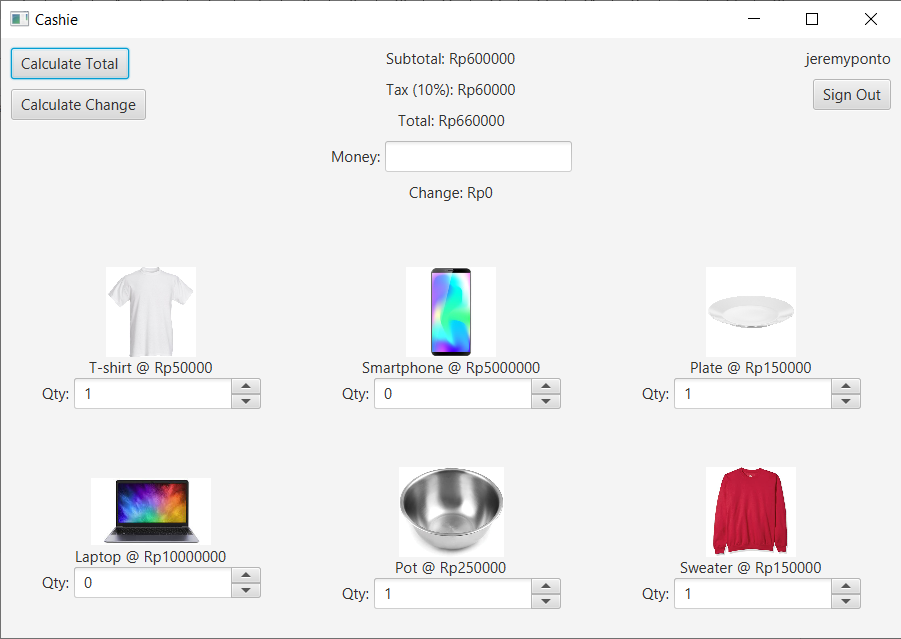 Cashie
Calculate Total
Calculate Change
Subtotal: Rp600000
Tax (10%): Rp60000
Total: Rp660000
Money:
Change: Rp0
jeremyponto
Sign Out
T-shirt @ Rp50000
Qty: 1
Smartphone @ Rp5000000
Qty: 0
Plate @ Rp150000
Qty: 1
Laptop @ Rp10000000
Qty: 0
Pot @ Rp250000
Qty: 1
Sweater @ Rp150000
Qty: 1